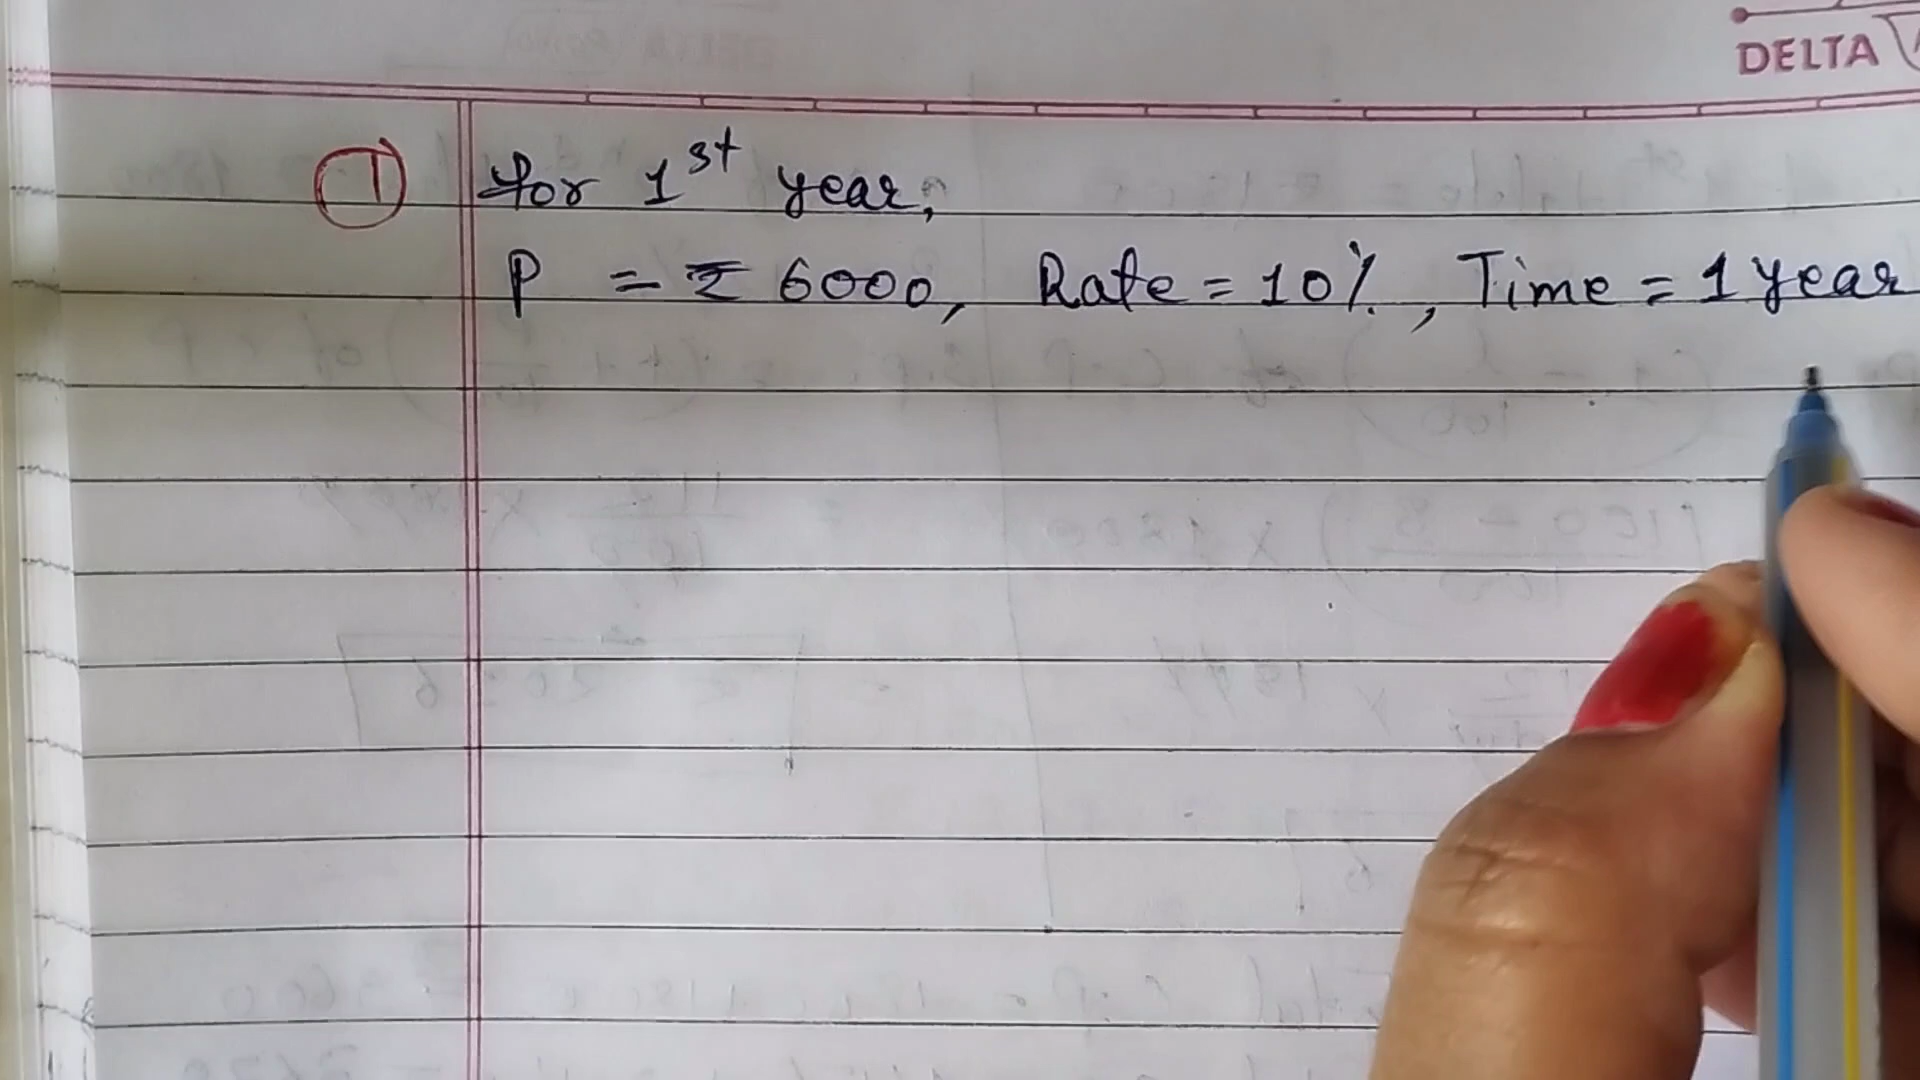 DELTA
① for 1st year,
P = ₹ 6000, Rate = 10%, Time = 1 year